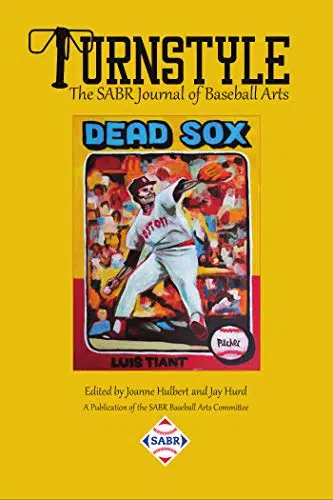 TURNSTYLE
The SABR Journal of Baseball Arts
DEAD SOX
BOSTON
Pitcher
LUIS TIANT
Edited by Joanne Hulbert and Jay Hurd
A Publication of the SABR Baseball Arts Committee
SABR